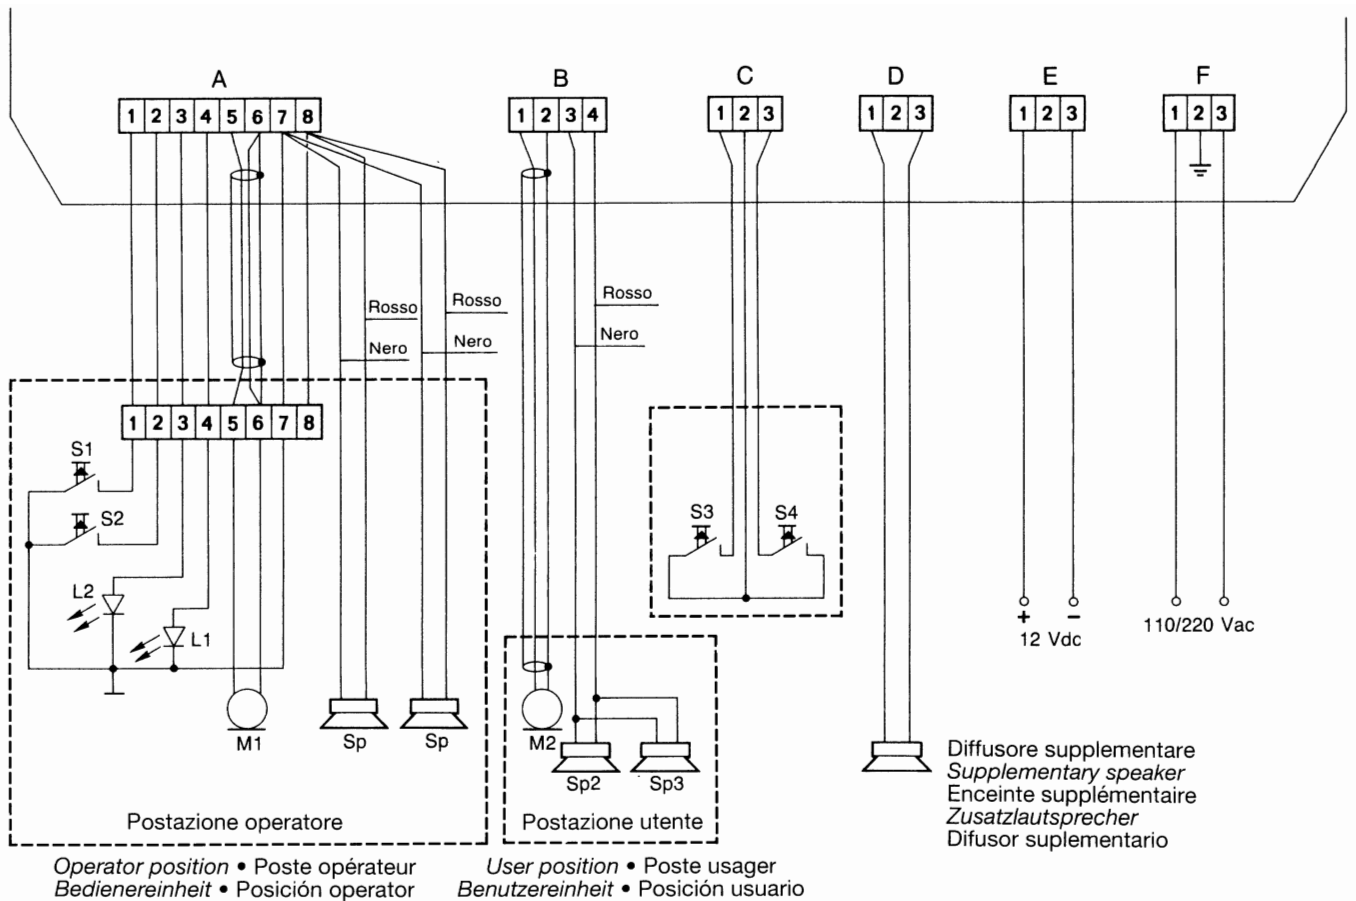 A B C D E F
1 2 3 4 5 6 7 8
1 2 3 4
1 2 3
1 2 3
1 2 3
1 2 3
Rosso
Nero
Rosso
Nero
Rosso
Nero
1 2 3 4 5 6 7 8
S1
S2
L2
L1
M1
Sp
Sp
S3
S4
M2
Sp2
Sp3
+ −
12 Vdc
110/220 Vac
Postazione operatore
Operator position • Poste opérateur
Bedienereinheit • Posición operator
Postazione utente
User position • Poste usager
Benutzereinheit • Posición usuario
Diffusore supplementare
Supplementary speaker
Enceinte supplémentaire
Zusatzlautsprecher
Difusor suplementario